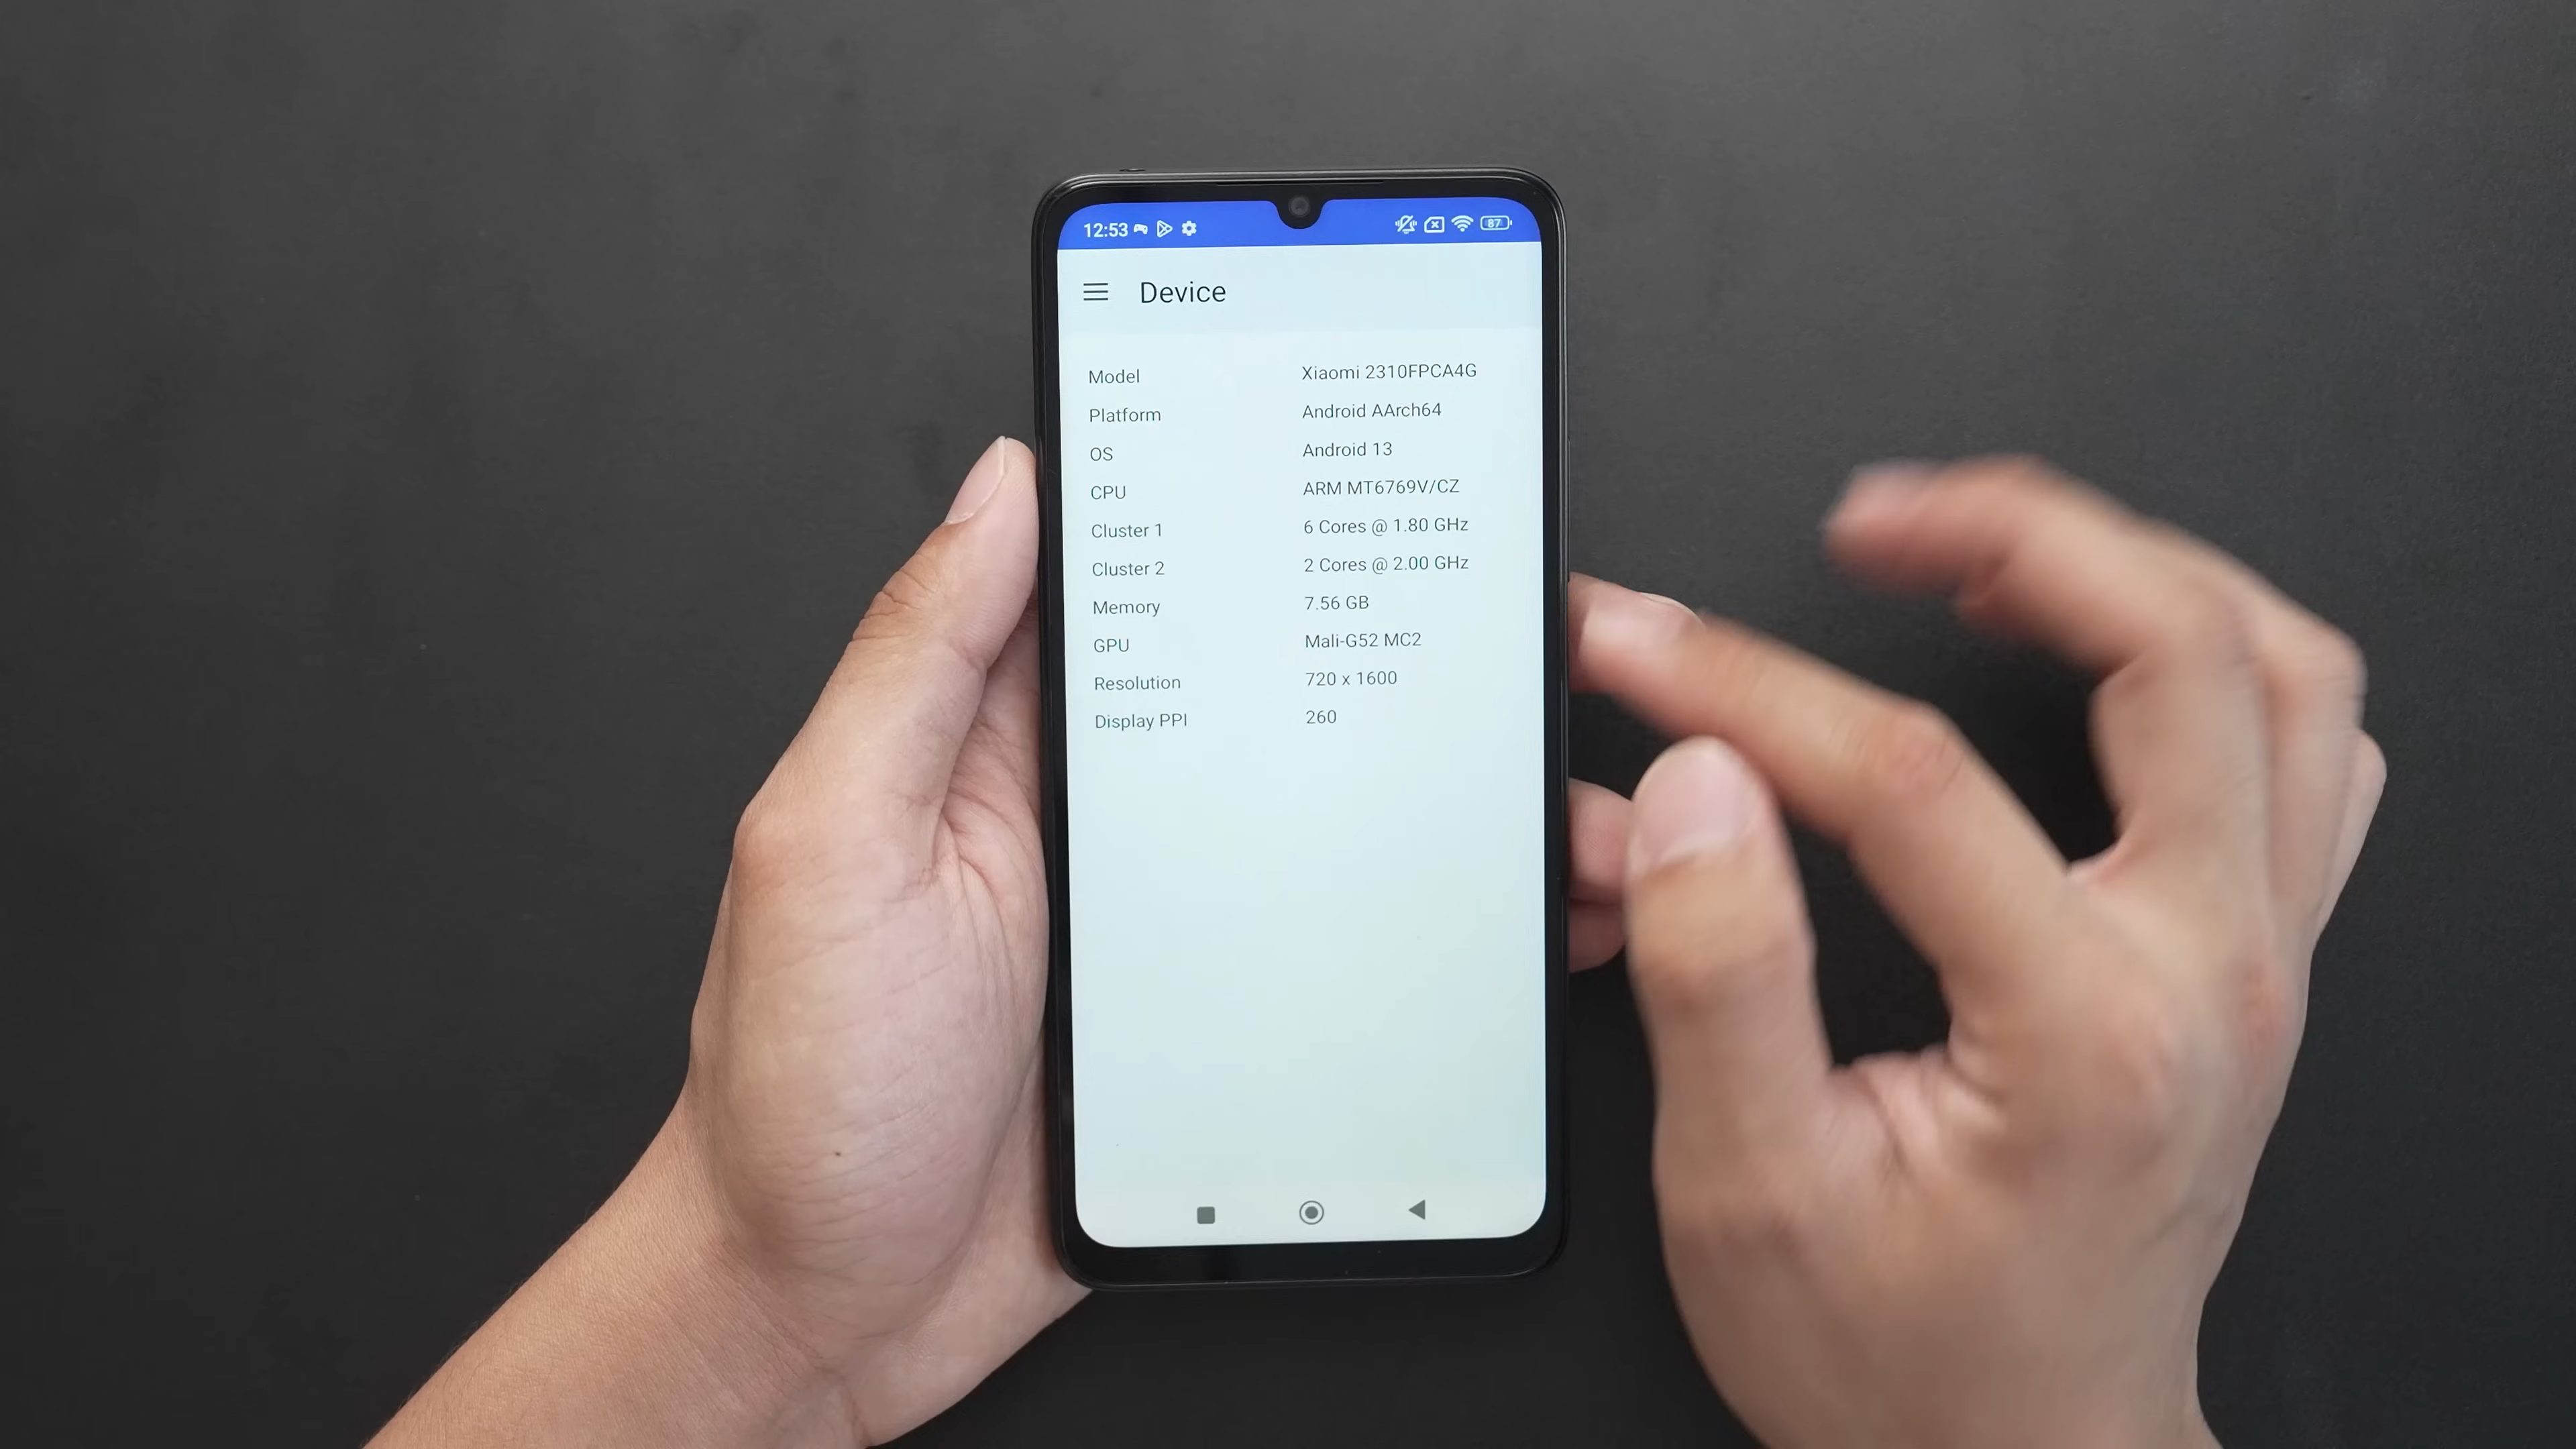 12:53
87
Device
Model Xiaomi 2310FPCA4G
Platform Android AArch64
OS Android 13
CPU ARM MT6769V/CZ
Cluster 1 6 Cores @ 1.80 GHz
Cluster 2 2 Cores @ 2.00 GHz
Memory 7.56 GB
GPU Mali-G52 MC2
Resolution 720 x 1600
Display PPI 260